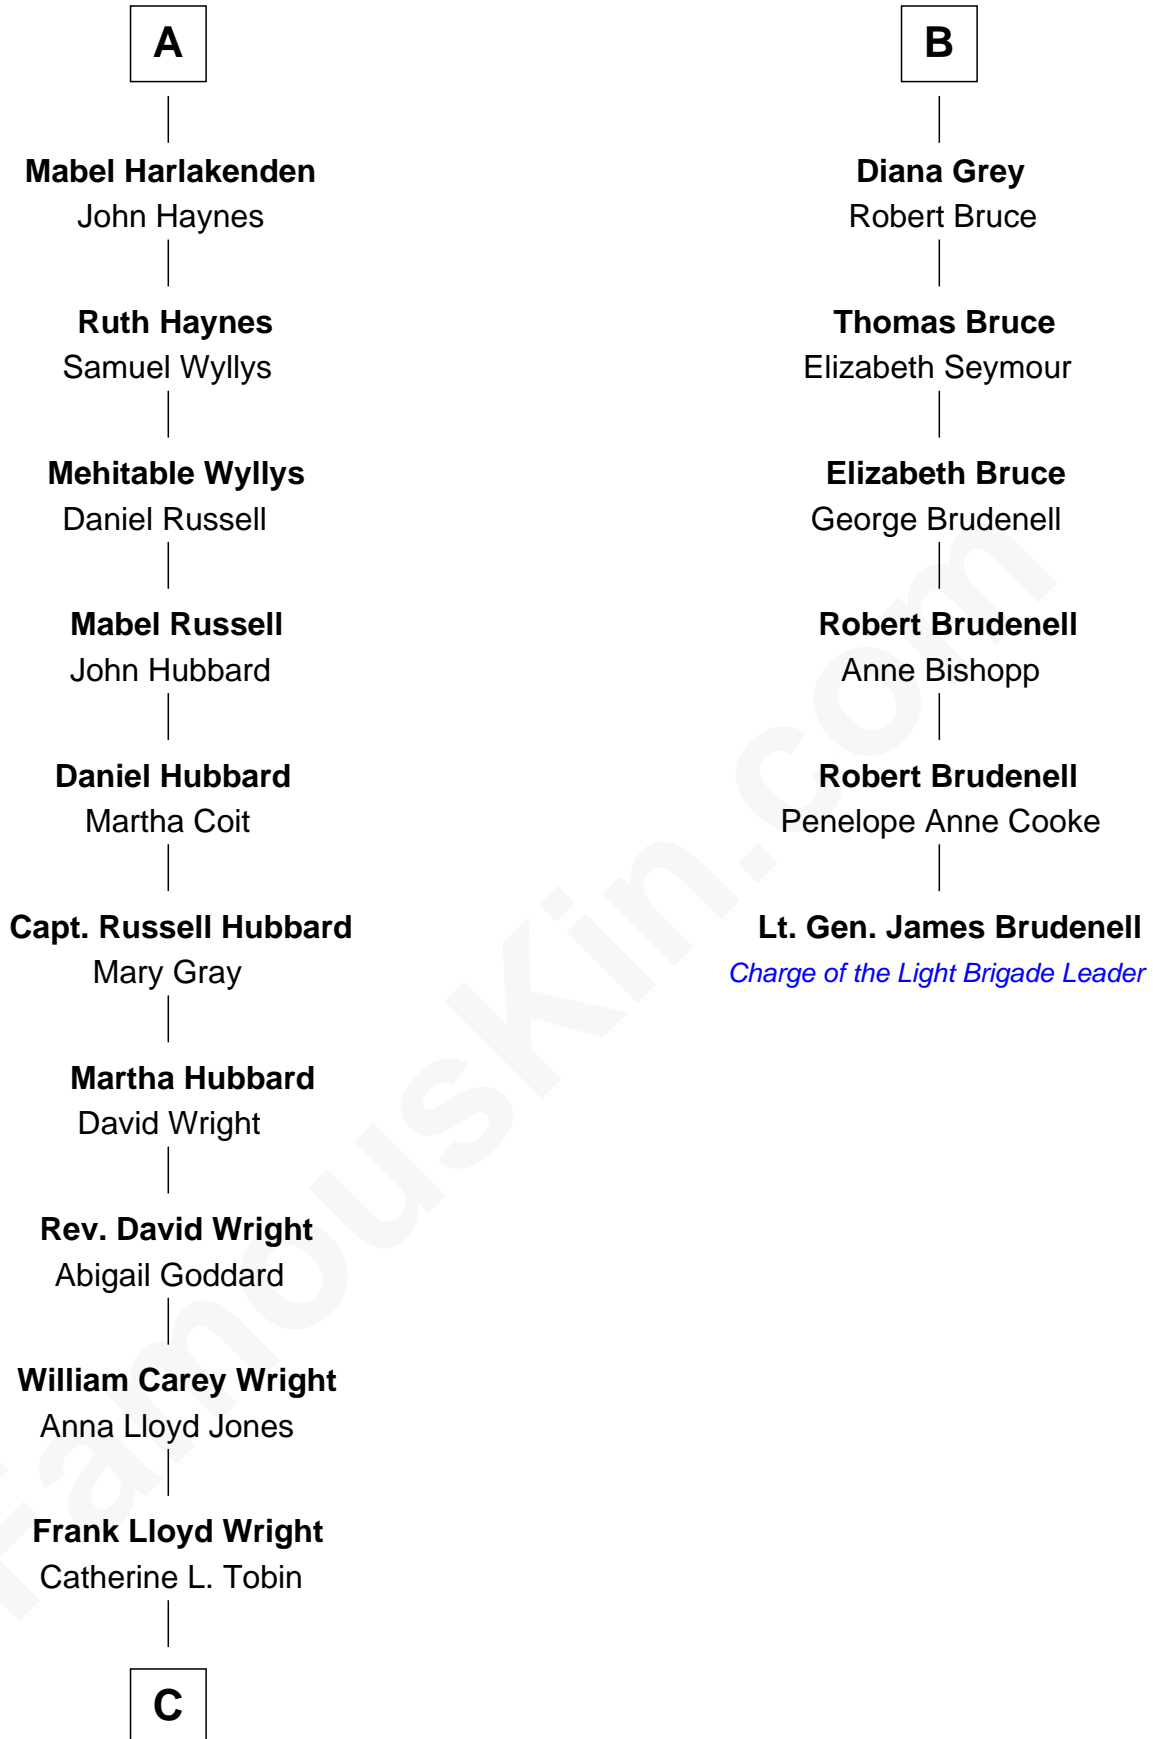 A
Mabel Harlakenden
John Haynes
Ruth Haynes
Samuel Wyllys
Mehitable Wyllys
Daniel Russell
Mabel Russell
John Hubbard
Daniel Hubbard
Martha Coit
Capt. Russell Hubbard
Mary Gray
Martha Hubbard
David Wright
Rev. David Wright
Abigail Goddard
William Carey Wright
Anna Lloyd Jones
Frank Lloyd Wright
Catherine L. Tobin
C
B
Diana Grey
Robert Bruce
Thomas Bruce
Elizabeth Seymour
Elizabeth Bruce
George Brudenell
Robert Brudenell
Anne Bishopp
Robert Brudenell
Penelope Anne Cooke
Lt. Gen. James Brudenell
Charge of the Light Brigade Leader
FamousKin.com